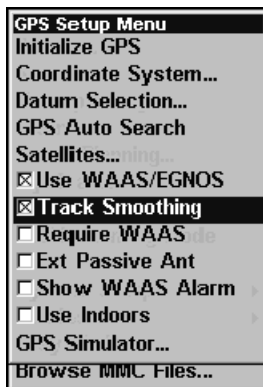 GPS Setup Menu
Initialize GPS
Coordinate System...
Datum Selection...
GPS Auto Search
Satellites...
Use WAAS/EGNOS
Track Smoothing
Require WAAS
Ext Passive Ant
Show WAAS Alarm
Use Indoors
GPS Simulator...
Browse MMC Files...